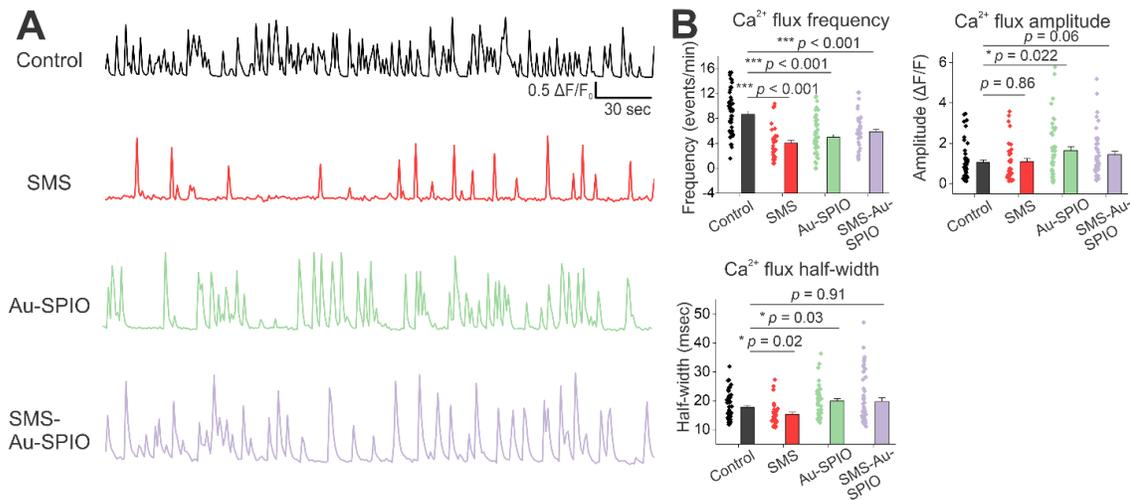 A
Control
0.5 ΔF/F₀
30 sec
SMS
Au-SPIO
SMS-
Au-SPIO
B
Ca²⁺ flux frequency
*** p < 0.001
*** p < 0.001
*** p < 0.001
Frequency (events/min)
16
12
8
4
0
-4
Control
SMS
Au-SPIO
SMS-Au-
SPIO
Ca²⁺ flux amplitude
p = 0.06
* p = 0.022
p = 0.86
Amplitude (ΔF/F)
6
4
2
0
Control
SMS
Au-SPIO
SMS-Au-
SPIO
Ca²⁺ flux half-width
p = 0.91
* p = 0.03
* p = 0.02
Half-width (msec)
50
40
30
20
10
Control
SMS
Au-SPIO
SMS-Au-
SPIO